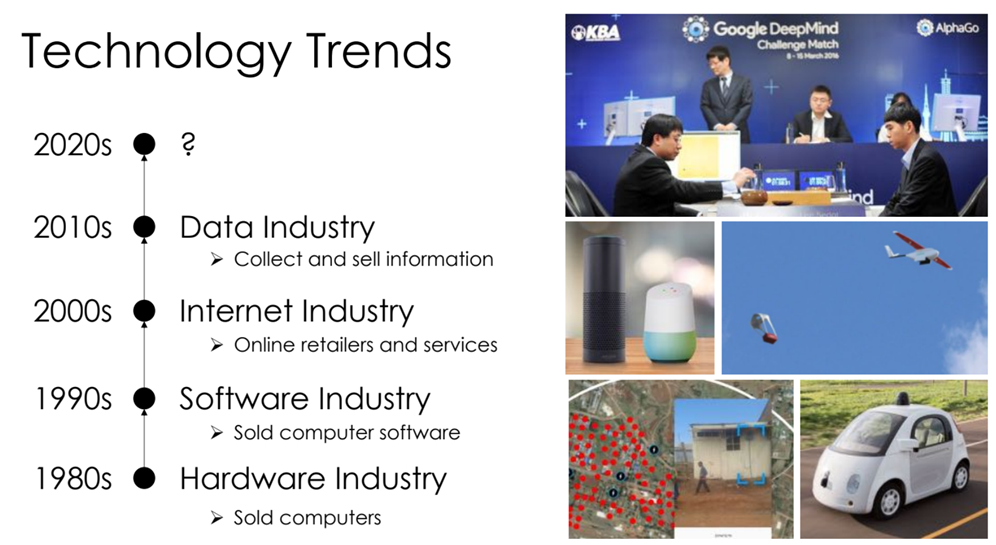 Technology Trends
2020s ?
2010s Data Industry
➢ Collect and sell information
2000s Internet Industry
➢ Online retailers and services
1990s Software Industry
➢ Sold computer software
1980s Hardware Industry
➢ Sold computers
KBA
Google DeepMind
Challenge Match
8 - 15 March 2016
AlphaGo